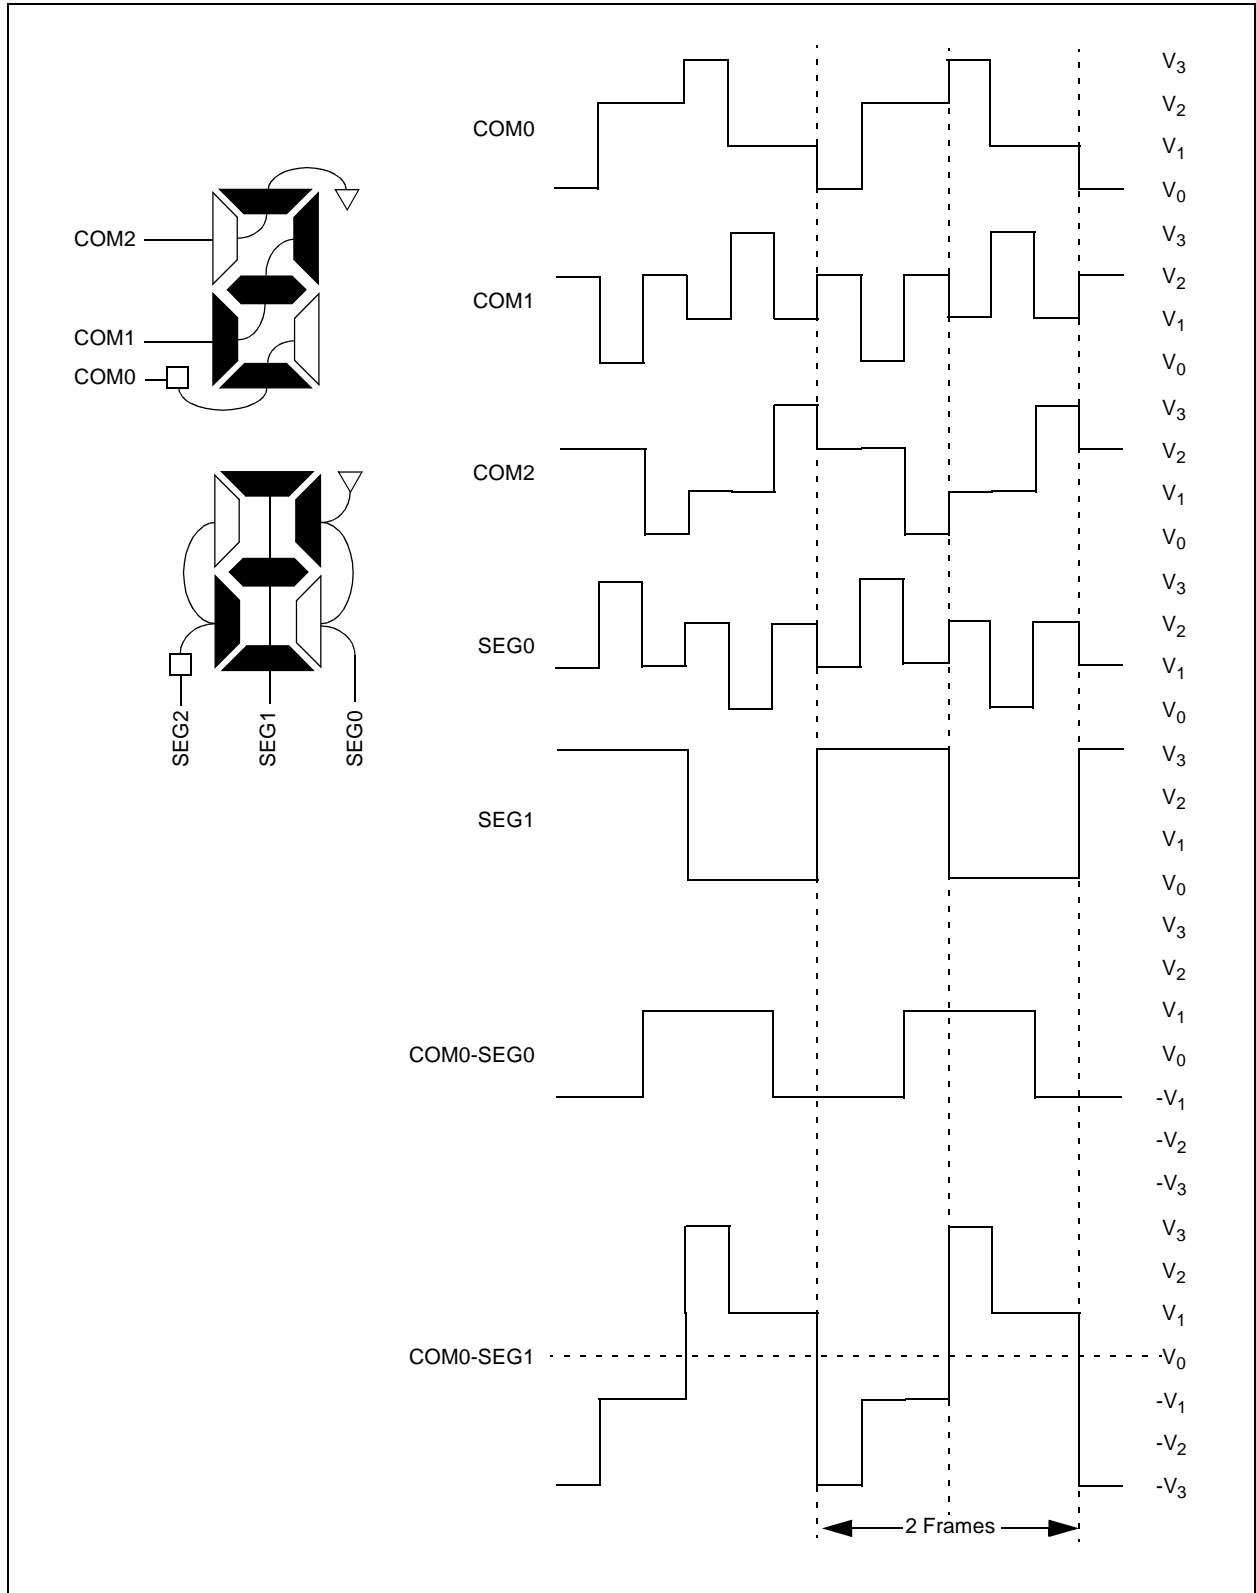 COM2
COM1
COM0
SEG2
SEG1
SEG0
COM0
V3
V2
V1
V0
COM1
V3
V2
V1
V0
COM2
V3
V2
V1
V0
SEG0
V3
V2
V1
V0
SEG1
V3
V2
V1
V0
COM0-SEG0
V3
V2
V1
V0
-V1
-V2
-V3
COM0-SEG1
V3
V2
V1
V0
-V1
-V2
-V3
2 Frames